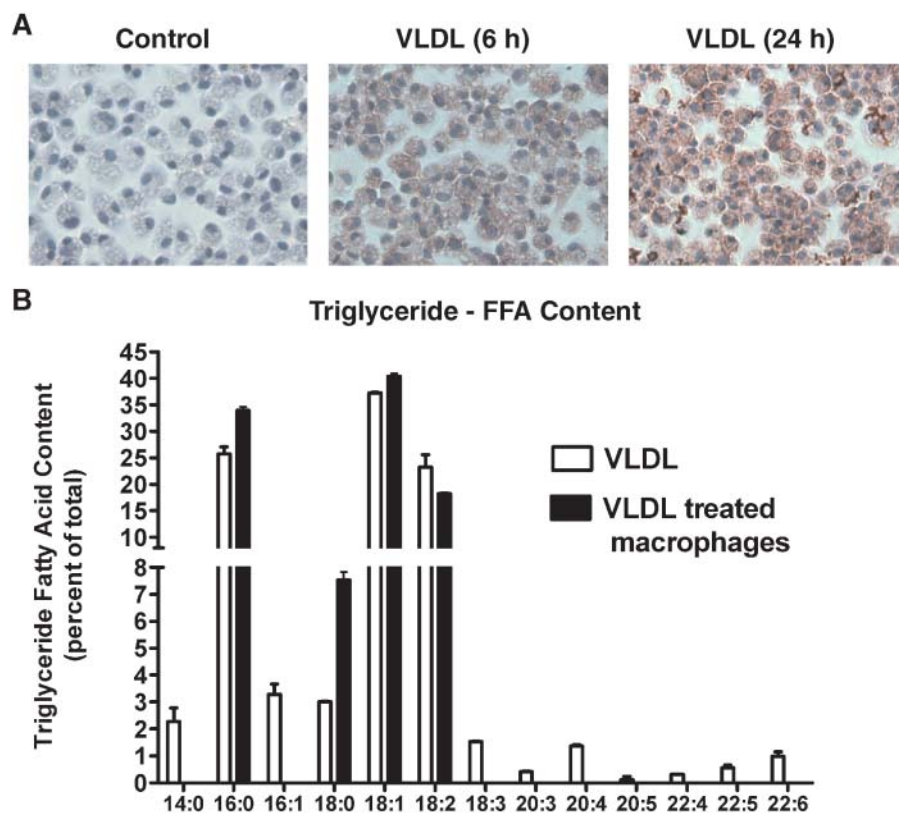 A
Control
VLDL (6 h)
VLDL (24 h)
B
Triglyceride - FFA Content
Triglyceride Fatty Acid Content
(percent of total)
45
40
35
30
25
20
15
10
8
7
6
5
4
3
2
1
0
VLDL
VLDL treated
macrophages
14:0 16:0 16:1 18:0 18:1 18:2 18:3 20:3 20:4 20:5 22:4 22:5 22:6